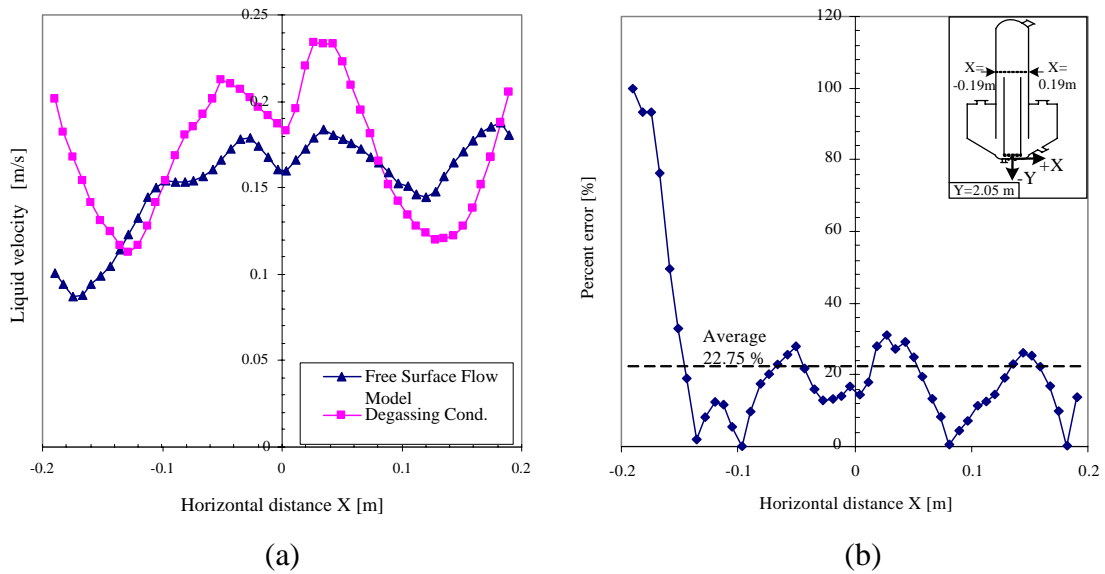 0.25
0.2
0.15
0.1
0.05
0
-0.2
-0.1
0
0.1
0.2
Liquid velocity [m/s]
Horizontal distance X [m]
Free Surface Flow
Model
Degassing Cond.
(a)
120
100
80
60
40
20
0
-0.2
-0.1
0
0.1
0.2
Percent error [%]
Horizontal distance X [m]
Average
22.75 %
X=
-0.19m
X=
0.19m
+X
-Y
Y=2.05 m
(b)